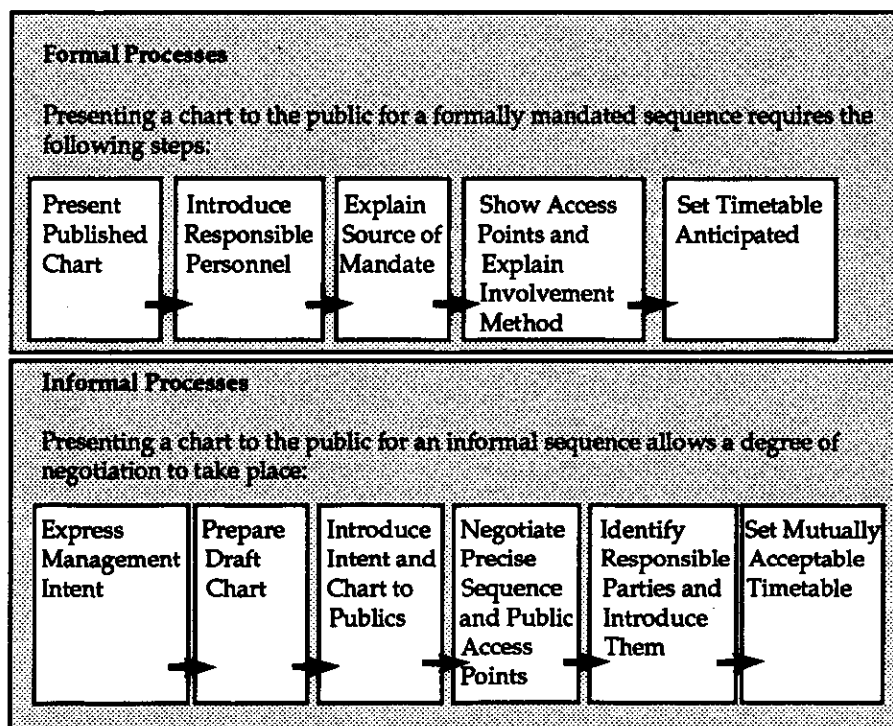 Formal Processes
Presenting a chart to the public for a formally mandated sequence requires the
following steps:
Present
Published
Chart
Introduce
Responsible
Personnel
Explain
Source of
Mandate
Show Access
Points and
Explain
Involvement
Method
Set Timetable
Anticipated
Informal Processes
Presenting a chart to the public for an informal sequence allows a degree of
negotiation to take place:
Express
Management
Intent
Prepare
Draft
Chart
Introduce
Intent and
Chart to
Publics
Negotiate
Precise
Sequence
and Public
Access
Points
Identify
Responsible
Parties and
Introduce
Them
Set Mutually
Acceptable
Timetable